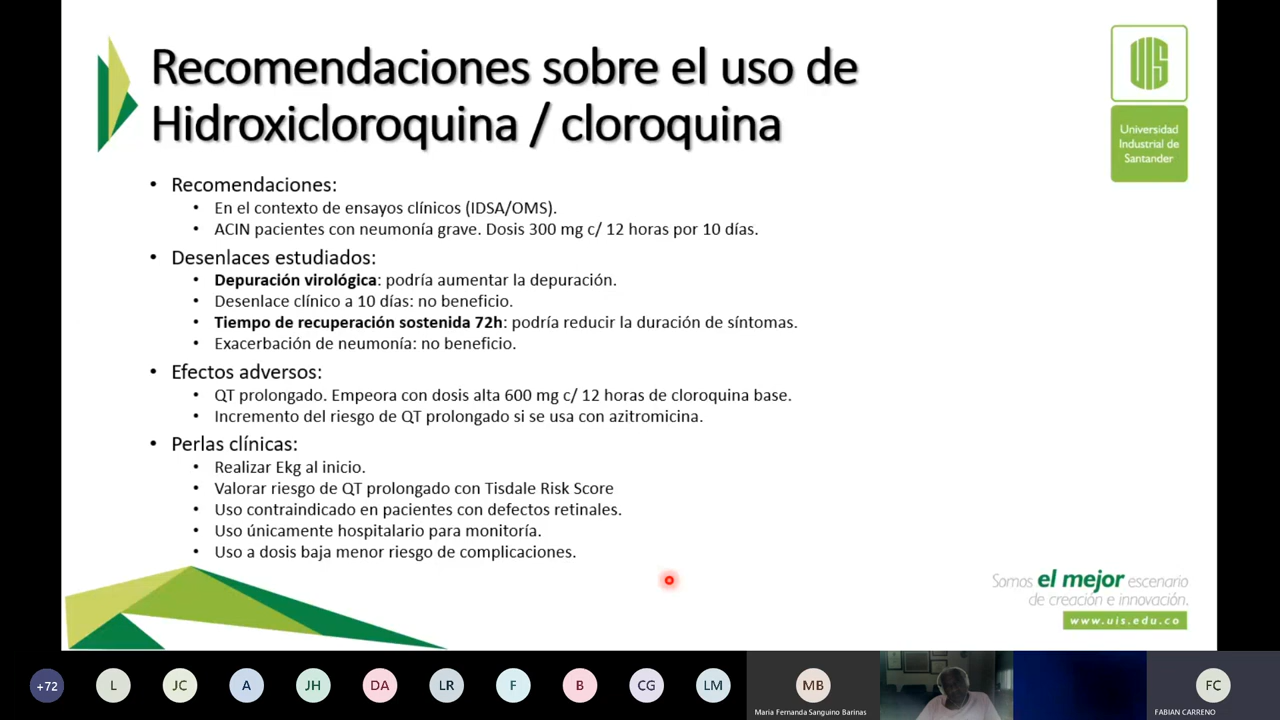 Recomendaciones sobre el uso de
Hidroxicloroquina / cloroquina
UIS
Universidad
Industrial de
Santander
• Recomendaciones:
• En el contexto de ensayos clínicos (IDSA/OMS).
• ACIN pacientes con neumonía grave. Dosis 300 mg c/ 12 horas por 10 días.
• Desenlaces estudiados:
• Depuración virológica: podría aumentar la depuración.
• Desenlace clínico a 10 días: no beneficio.
• Tiempo de recuperación sostenida 72h: podría reducir la duración de síntomas.
• Exacerbación de neumonía: no beneficio.
• Efectos adversos:
• QT prolongado. Empeora con dosis alta 600 mg c/ 12 horas de cloroquina base.
• Incremento del riesgo de QT prolongado si se usa con azitromicina.
• Perlas clínicas:
• Realizar Ekg al inicio.
• Valorar riesgo de QT prolongado con Tisdale Risk Score
• Uso contraindicado en pacientes con defectos retinales.
• Uso únicamente hospitalario para monitoría.
• Uso a dosis baja menor riesgo de complicaciones.
Somos el mejor escenario
de creación e innovación.
www.uis.edu.co
+72 L JC A JH DA LR F B CG LM MB FC
Maria Fernanda Sanguino Barinas
FABIAN CARRENO